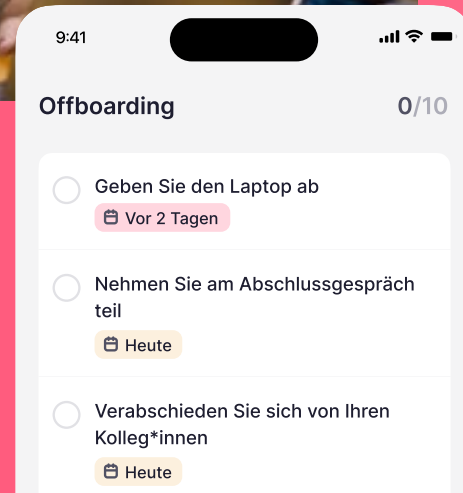 9:41
Offboarding 0/10
Geben Sie den Laptop ab
Vor 2 Tagen
Nehmen Sie am Abschlussgespräch
teil
Heute
Verabschieden Sie sich von Ihren
Kolleg*innen
Heute